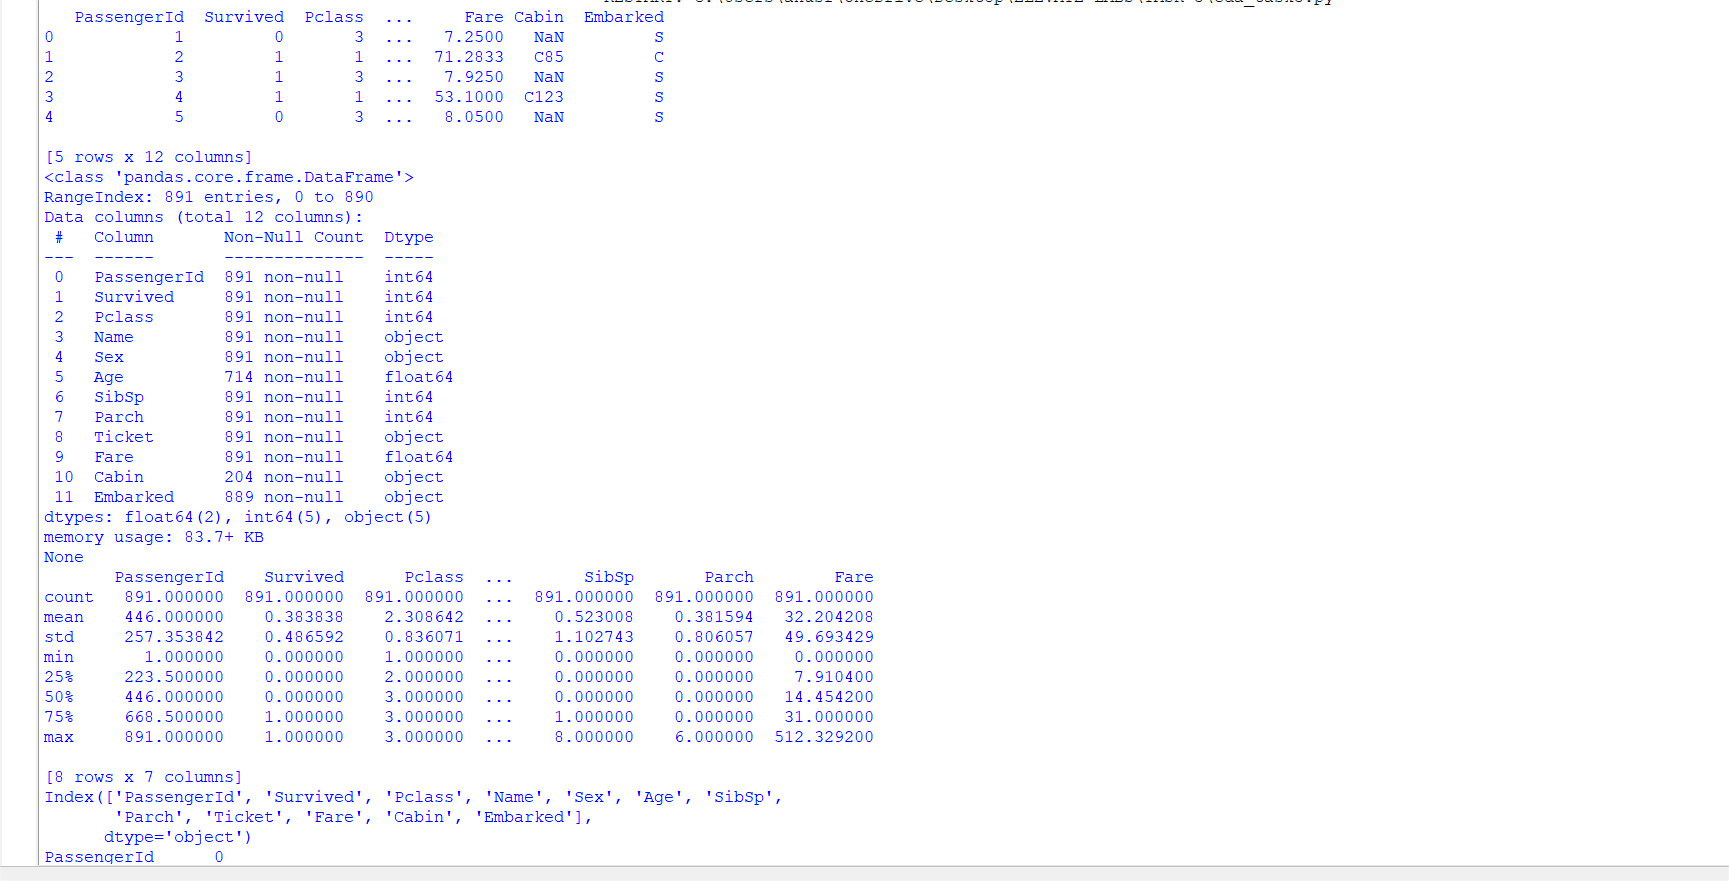 PassengerId  Survived  Pclass  ...     Fare Cabin  Embarked
0            1         0       3  ...   7.2500   NaN         S
1            2         1       1  ...  71.2833   C85         C
2            3         1       3  ...   7.9250   NaN         S
3            4         1       1  ...  53.1000  C123         S
4            5         0       3  ...   8.0500   NaN         S
[5 rows x 12 columns]
<class 'pandas.core.frame.DataFrame'>
RangeIndex: 891 entries, 0 to 890
Data columns (total 12 columns):
 #   Column       Non-Null Count  Dtype
---  ------       --------------  -----
 0   PassengerId  891 non-null    int64
 1   Survived     891 non-null    int64
 2   Pclass       891 non-null    int64
 3   Name         891 non-null    object
 4   Sex          891 non-null    object
 5   Age          714 non-null    float64
 6   SibSp        891 non-null    int64
 7   Parch        891 non-null    int64
 8   Ticket       891 non-null    object
 9   Fare         891 non-null    float64
 10  Cabin        204 non-null    object
 11  Embarked     889 non-null    object
dtypes: float64(2), int64(5), object(5)
memory usage: 83.7+ KB
None
       PassengerId    Survived      Pclass  ...       SibSp       Parch        Fare
count   891.000000  891.000000  891.000000  ...  891.000000  891.000000  891.000000
mean    446.000000    0.383838    2.308642  ...    0.523008    0.381594   32.204208
std     257.353842    0.486592    0.836071  ...    1.102743    0.806057   49.693429
min       1.000000    0.000000    1.000000  ...    0.000000    0.000000    0.000000
25%     223.500000    0.000000    2.000000  ...    0.000000    0.000000    7.910400
50%     446.000000    0.000000    3.000000  ...    0.000000    0.000000   14.454200
75%     668.500000    1.000000    3.000000  ...    1.000000    0.000000   31.000000
max     891.000000    1.000000    3.000000  ...    8.000000    6.000000  512.329200
[8 rows x 7 columns]
Index(['PassengerId', 'Survived', 'Pclass', 'Name', 'Sex', 'Age', 'SibSp',
       'Parch', 'Ticket', 'Fare', 'Cabin', 'Embarked'],
      dtype='object')
PassengerId      0